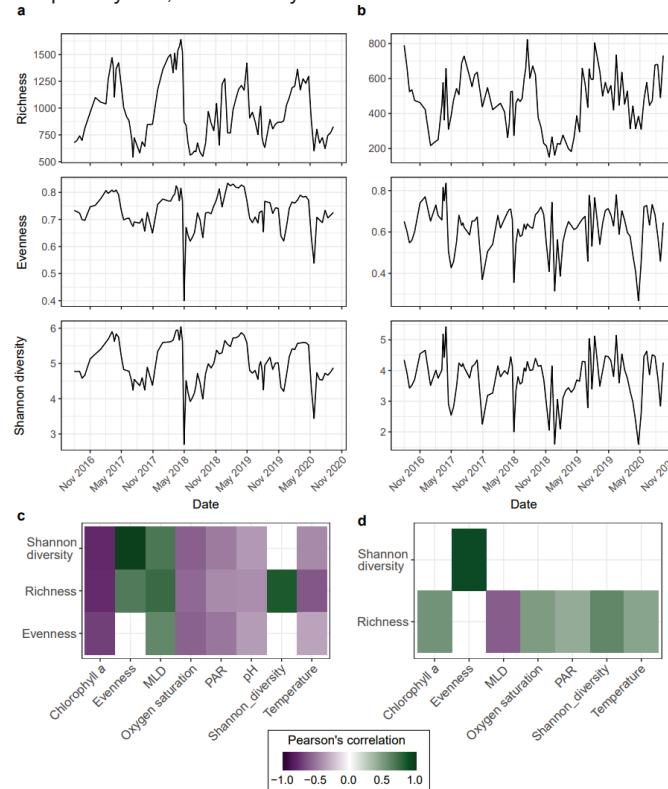 a
b
Richness
1500
1250
1000
750
500
800
600
400
200
Evenness
0.8
0.7
0.6
0.5
0.4
0.8
0.6
0.4
Shannon diversity
6
5
4
3
5
4
3
2
Nov 2016
May 2017
Nov 2017
May 2018
Nov 2018
May 2019
Nov 2019
May 2020
Nov 2020
Nov 2016
May 2017
Nov 2017
May 2018
Nov 2018
May 2019
Nov 2019
May 2020
Date
Date
c
d
Shannon
diversity
Richness
Evenness
Shannon
diversity
Richness
Chlorophyll a
Evenness
MLD
Oxygen saturation
PAR
pH
Shannon_diversity
Temperature
Chlorophyll a
Evenness
MLD
Oxygen saturation
PAR
Shannon_diversity
Temperature
Pearson's correlation
−1.0 −0.5 0.0 0.5 1.0